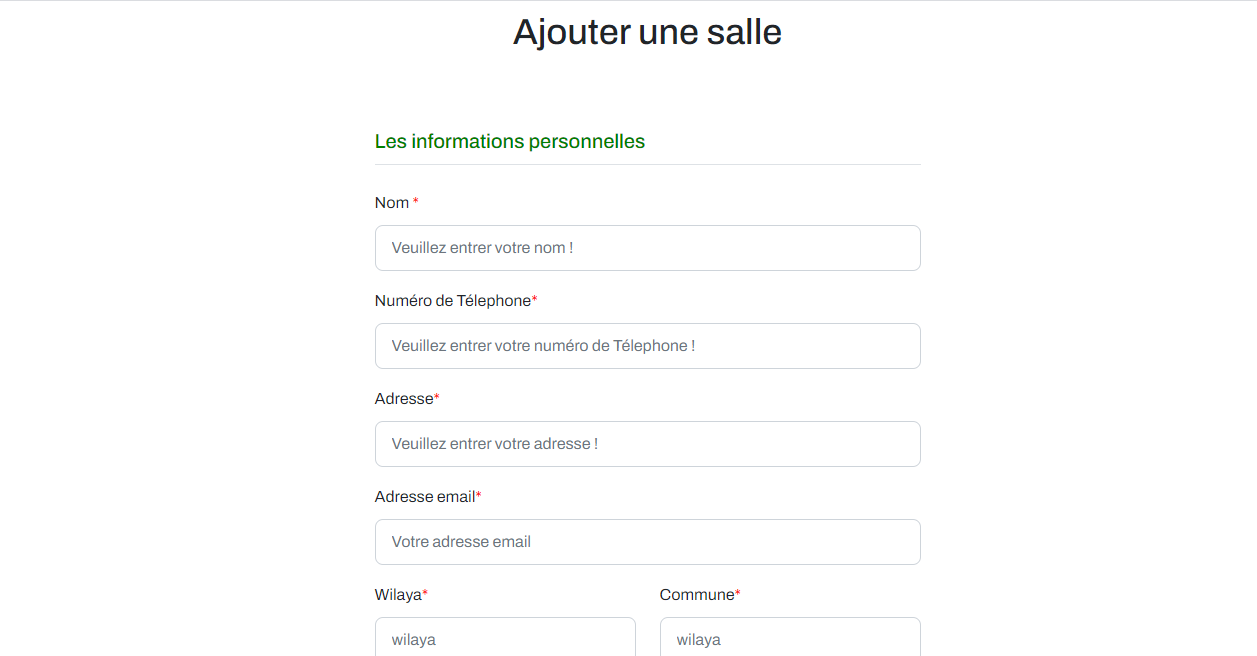 Ajouter une salle
Les informations personnelles
Nom *
Veuillez entrer votre nom !
Numéro de Télephone*
Veuillez entrer votre numéro de Télephone !
Adresse*
Veuillez entrer votre adresse !
Adresse email*
Votre adresse email
Wilaya* Commune*
wilaya wilaya